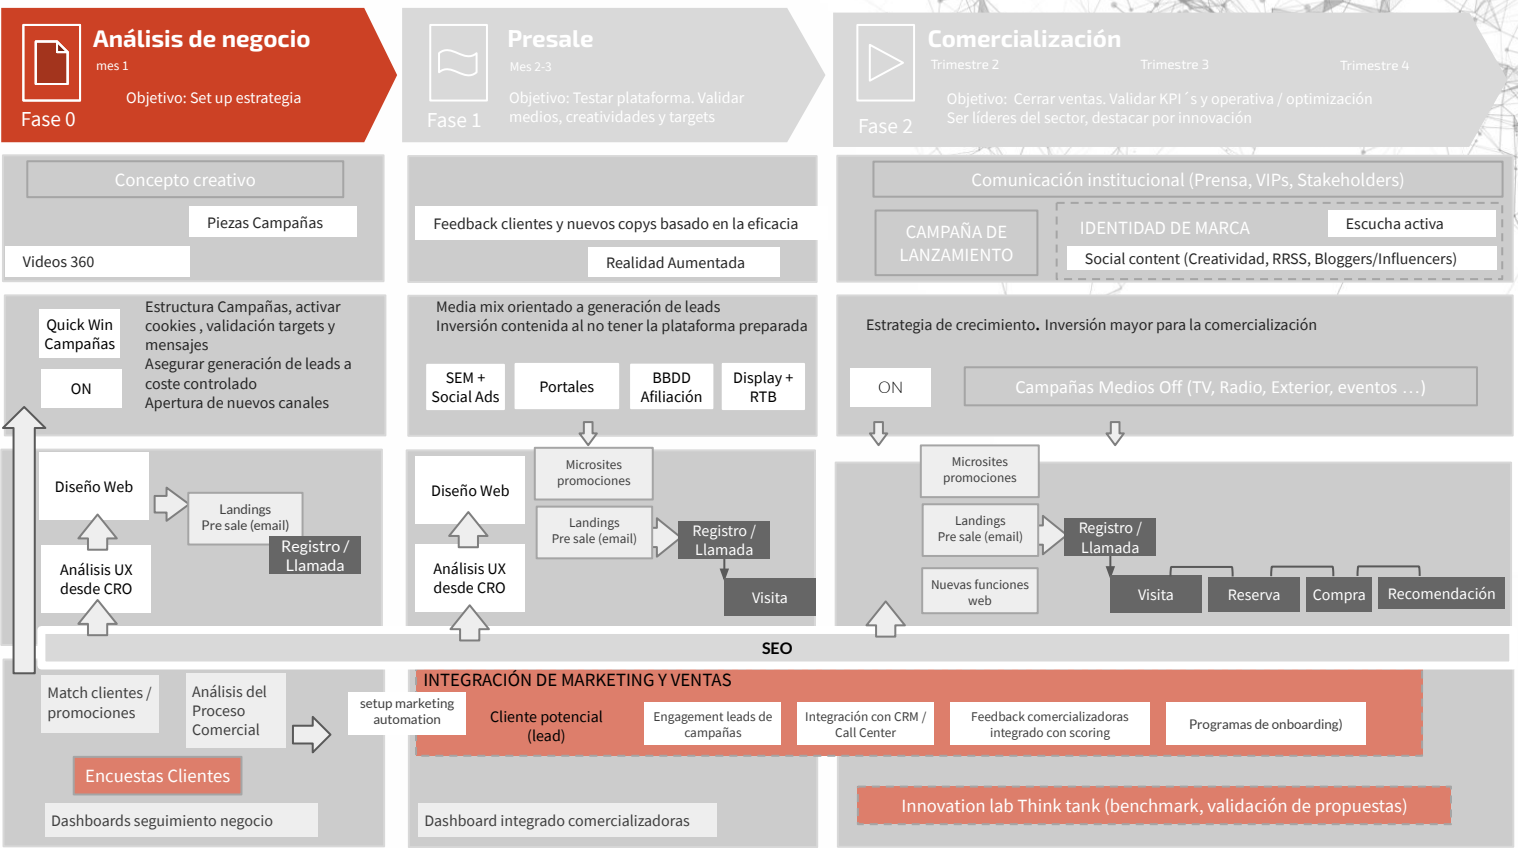 Análisis de negocio
mes 1
Objetivo: Set up estrategia
Fase 0
Presale
Mes 2-3
Objetivo: Testar plataforma. Validar
medios, creatividades y targets
Fase 1
Comercialización
Trimestre 2
Trimestre 3
Trimestre 4
Objetivo: Cerrar ventas. Validar KPI´s y operativa / optimización
Ser líderes del sector, destacar por innovación
Fase 2
Concepto creativo
Piezas Campañas
Videos 360
Feedback clientes y nuevos copys basado en la eficacia
Realidad Aumentada
Comunicación institucional (Prensa, VIPs, Stakeholders)
CAMPAÑA DE
LANZAMIENTO
IDENTIDAD DE MARCA
Escucha activa
Social content (Creatividad, RRSS, Bloggers/Influencers)
Quick Win
Campañas
ON
Estructura Campañas, activar
cookies , validación targets y
mensajes
Asegurar generación de leads a
coste controlado
Apertura de nuevos canales
Media mix orientado a generación de leads
Inversión contenida al no tener la plataforma preparada
SEM +
Social Ads
Portales
BBDD
Afiliación
Display +
RTB
Estrategia de crecimiento. Inversión mayor para la comercialización
ON
Campañas Medios Off (TV, Radio, Exterior, eventos …)
Diseño Web
Landings
Pre sale (email)
Registro /
Llamada
Análisis UX
desde CRO
Diseño Web
Microsites
promociones
Landings
Pre sale (email)
Registro /
Llamada
Análisis UX
desde CRO
Visita
Microsites
promociones
Landings
Pre sale (email)
Registro /
Llamada
Nuevas funciones
web
Visita
Reserva
Compra
Recomendación
SEO
Match clientes /
promociones
Análisis del
Proceso
Comercial
setup marketing
automation
Encuestas Clientes
Dashboards seguimiento negocio
INTEGRACIÓN DE MARKETING Y VENTAS
Cliente potencial
(lead)
Engagement leads de
campañas
Integración con CRM /
Call Center
Feedback comercializadoras
integrado con scoring
Programas de onboarding)
Dashboard integrado comercializadoras
Innovation lab Think tank (benchmark, validación de propuestas)